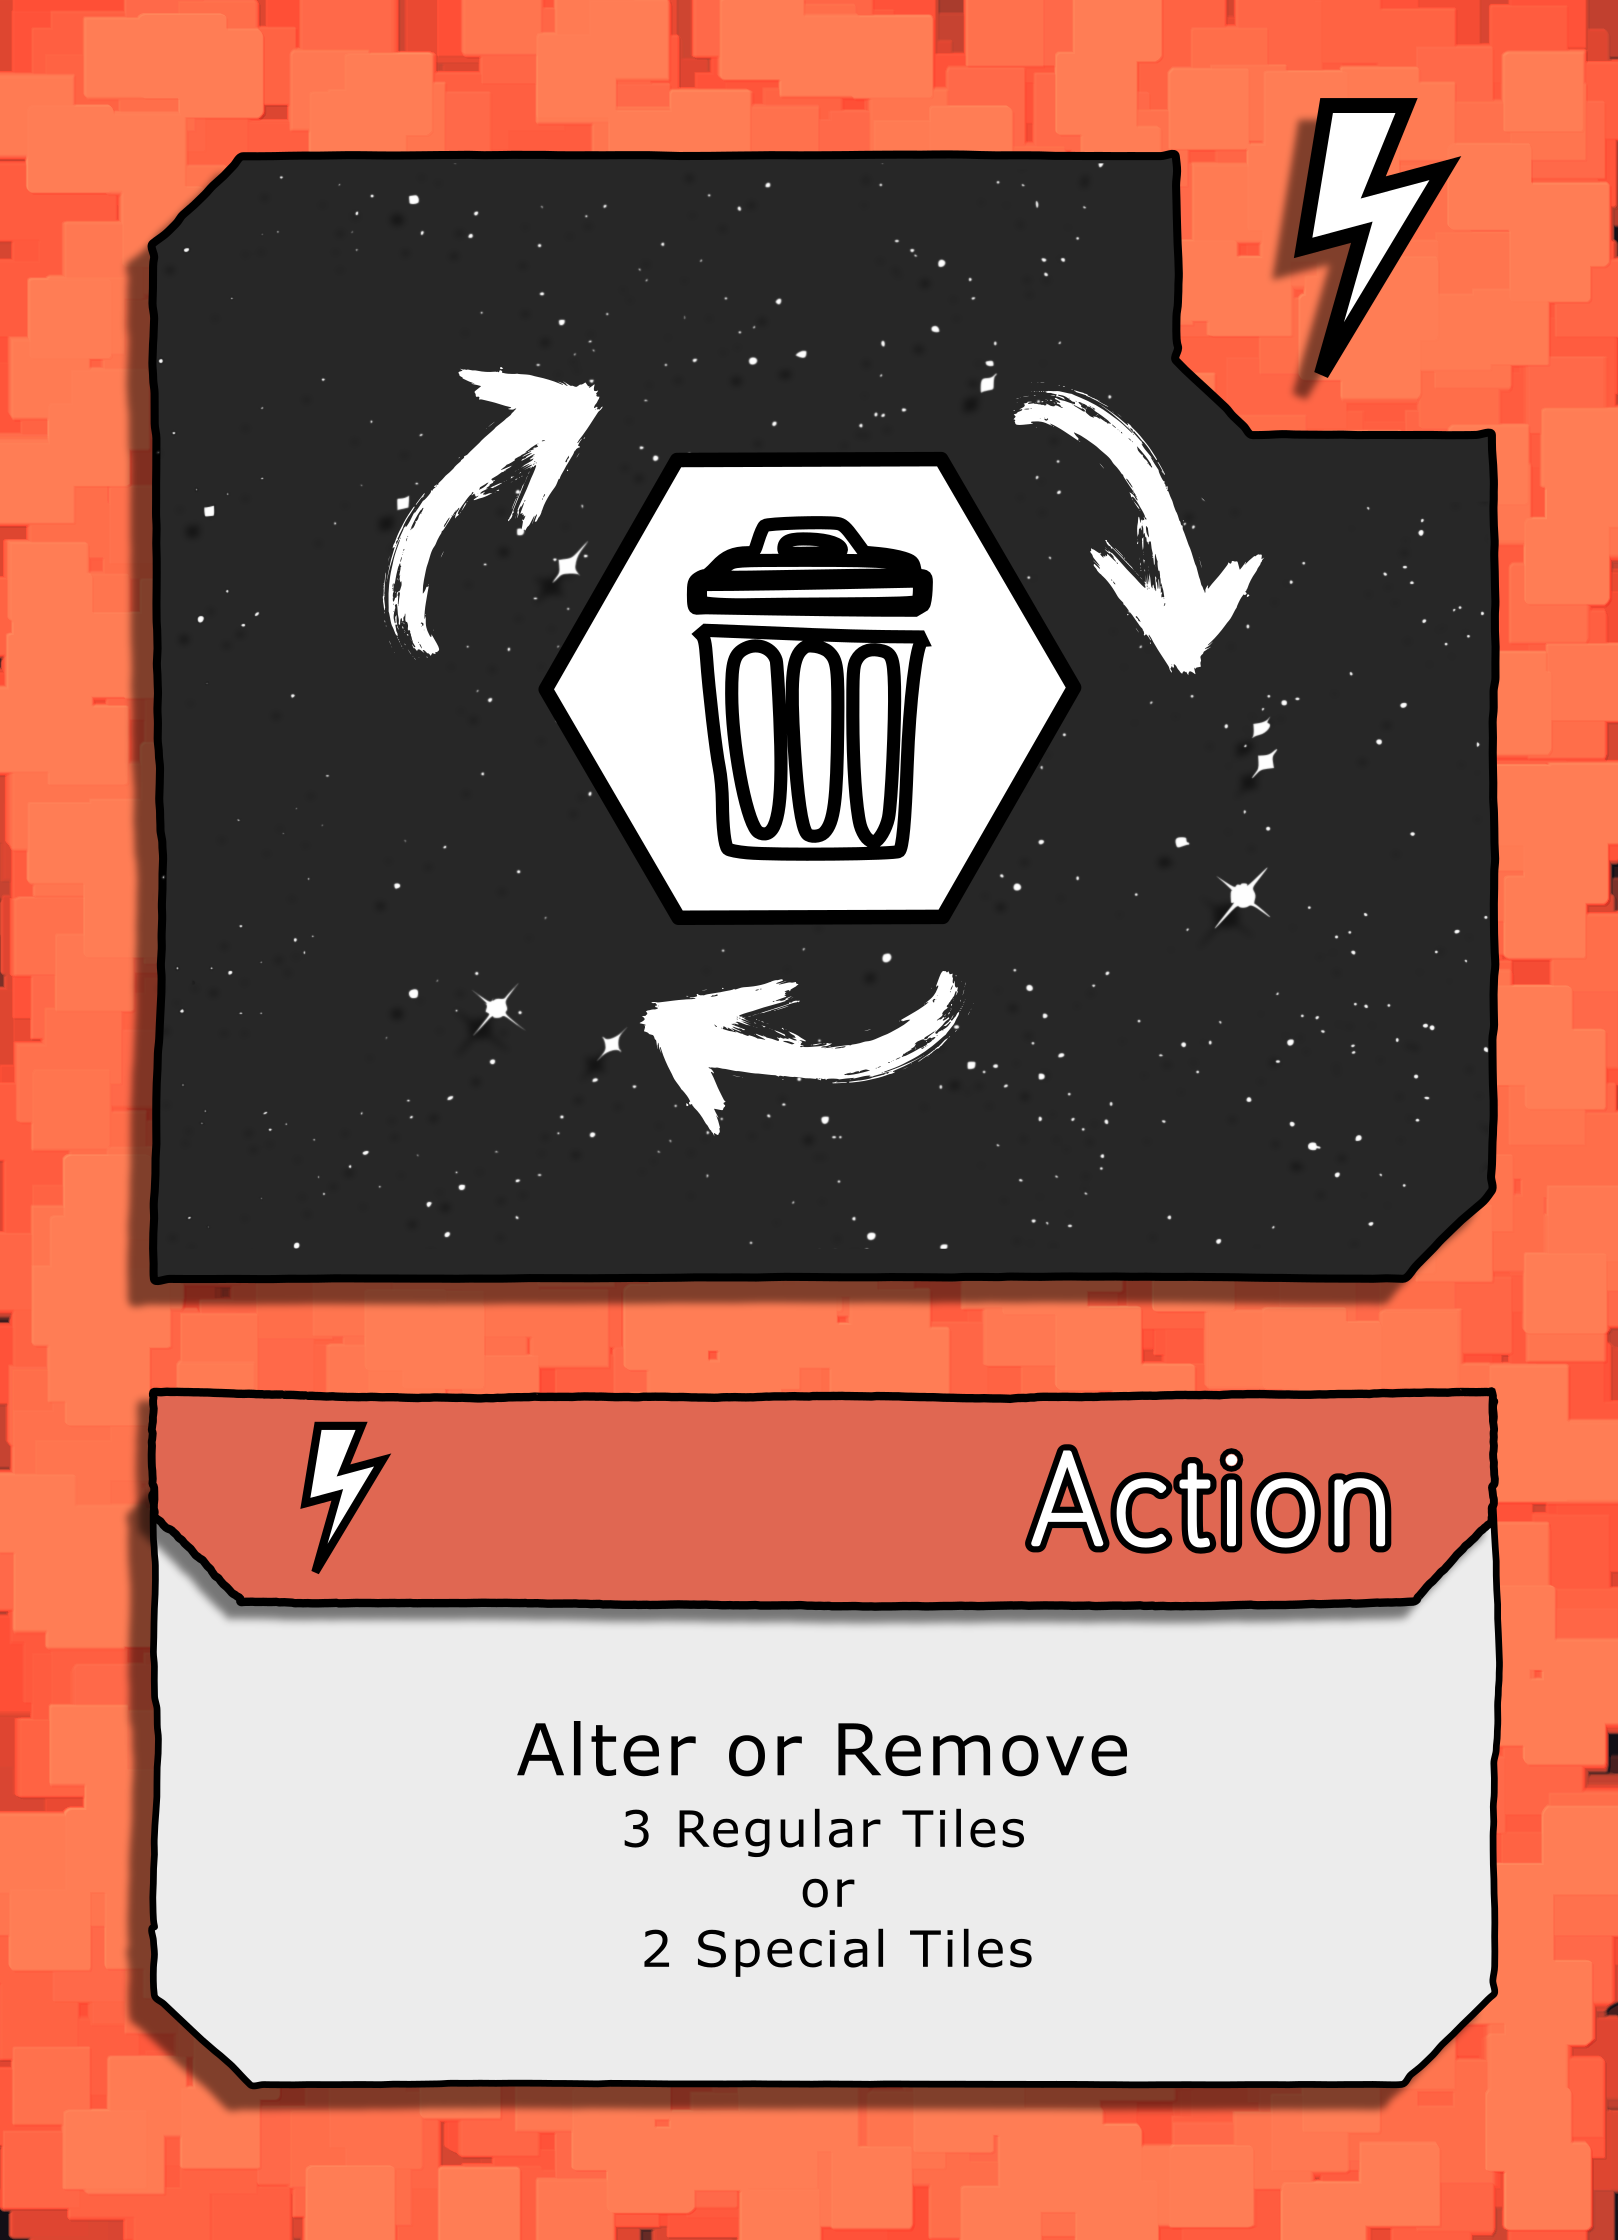 Action
Alter or Remove
3 Regular Tiles
or
2 Special Tiles